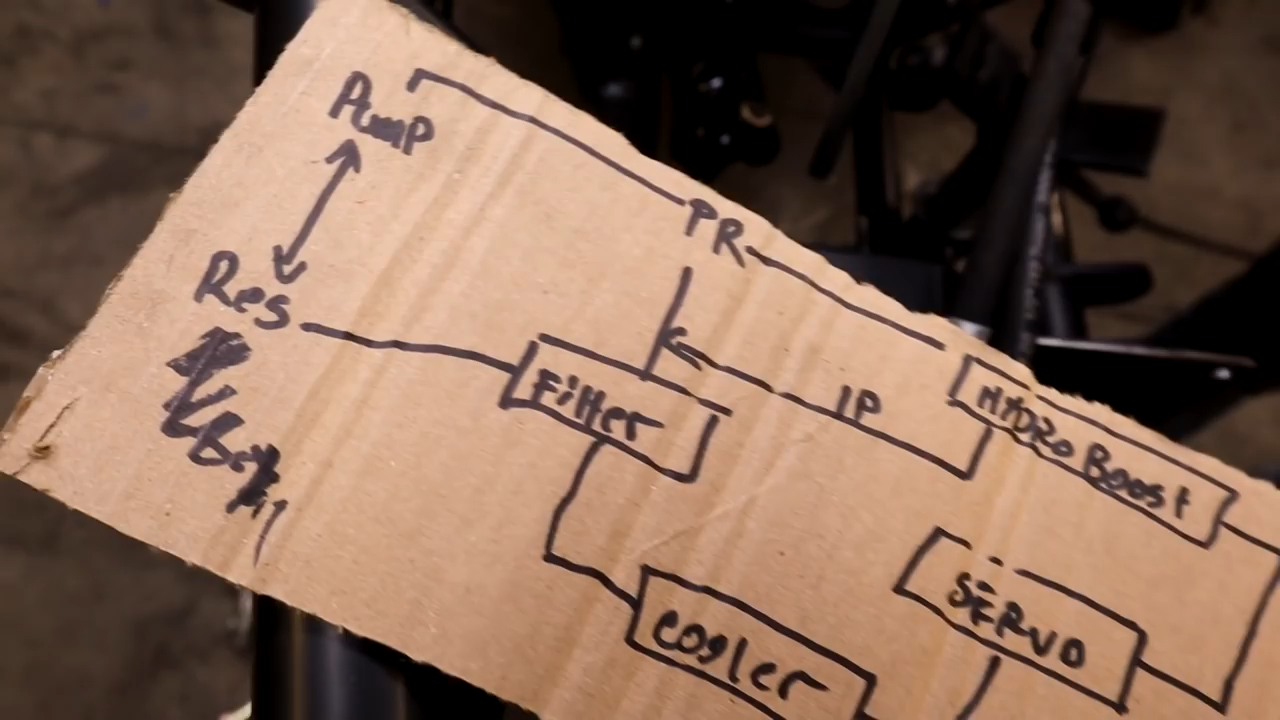 Pump
PR
Res
IP
HYDRO Boost
Filter
SERVO
Cooler